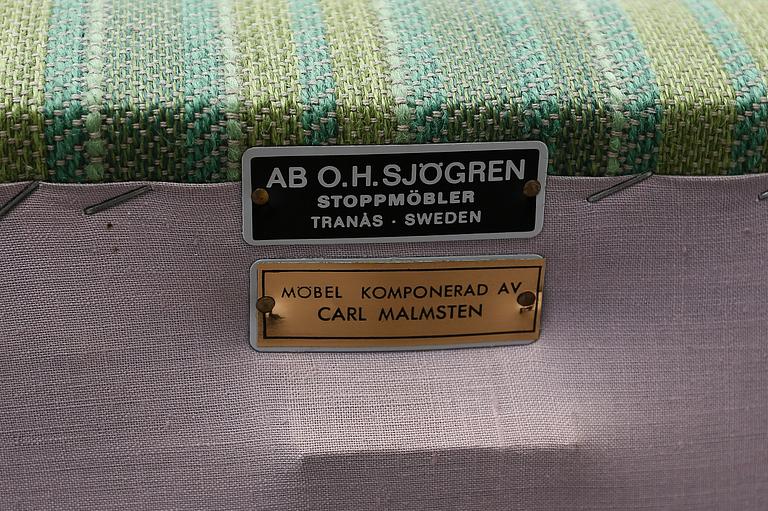 AB O.H.SJÖGREN
STOPPMÖBLER
TRANÅS · SWEDEN
MÖBEL KOMPONERAD AV
CARL MALMSTEN